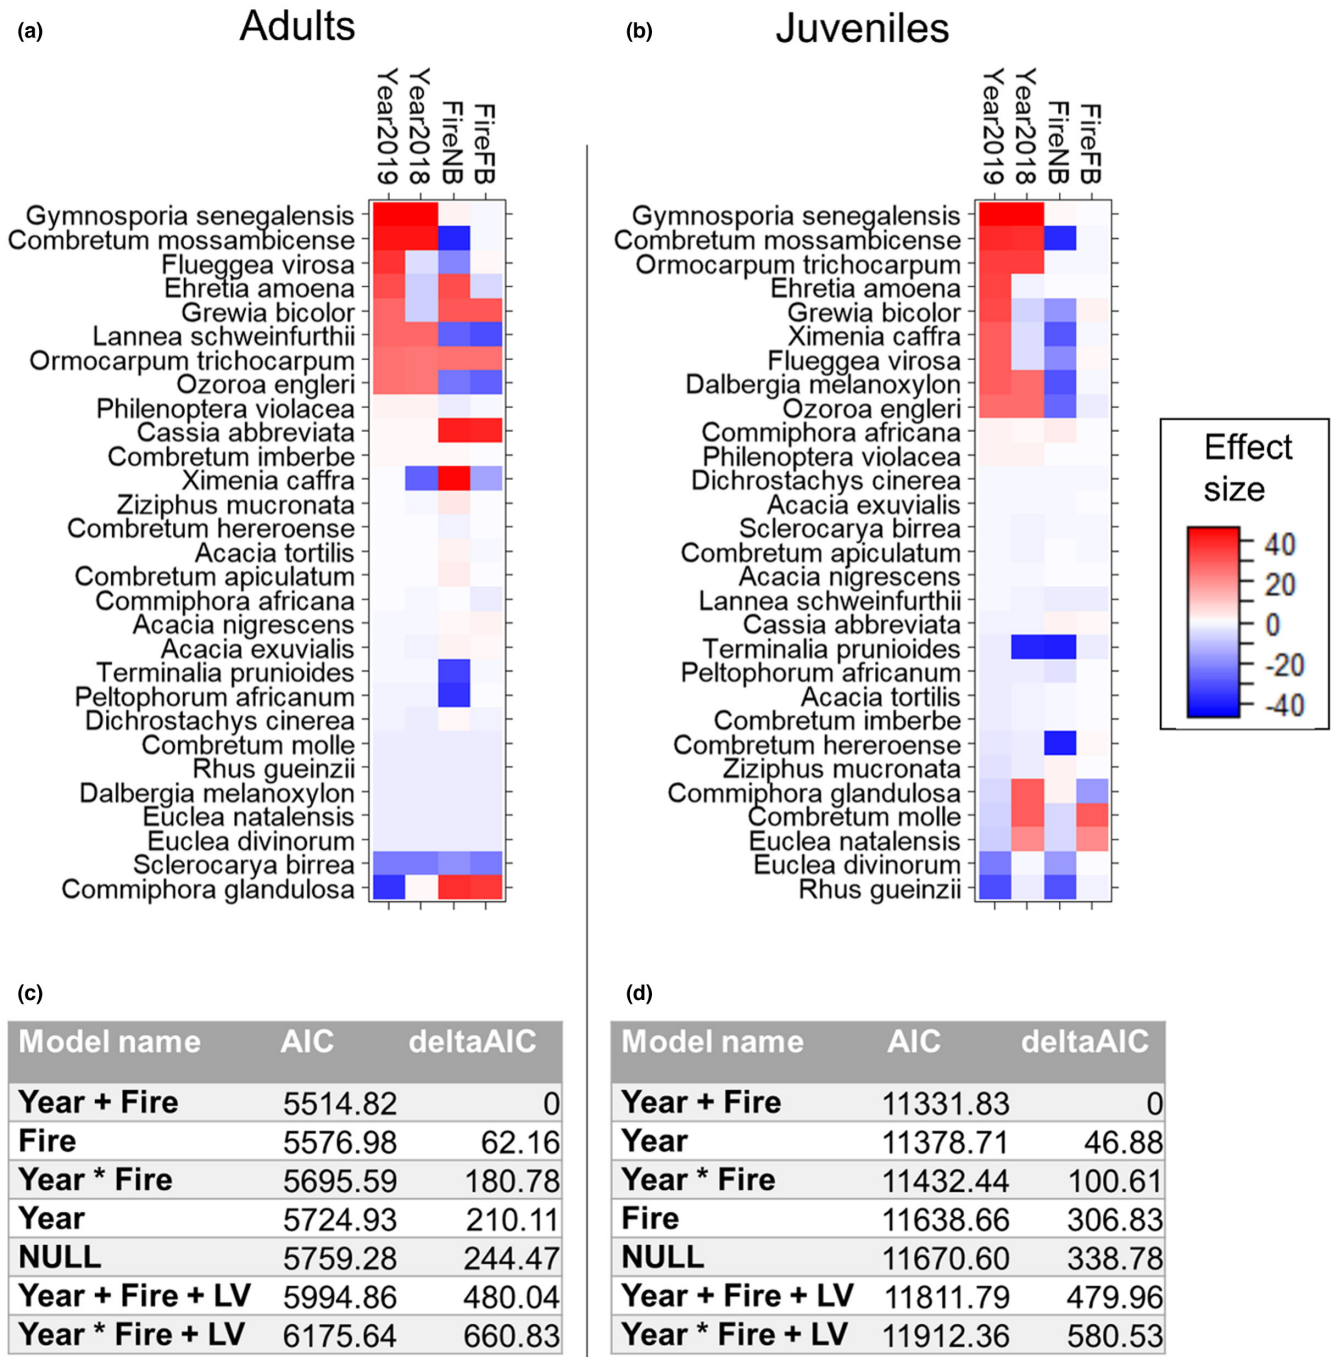 (a) Adults
Year2019 Year2018 FireNB FireFB
Gymnosporia senegalensis
Combretum mossambicense
Flueggea virosa
Ehretia amoena
Grewia bicolor
Lannea schweinfurthii
Ormocarpum trichocarpum
Ozoroa engleri
Philenoptera violacea
Cassia abbreviata
Combretum imberbe
Ximenia caffra
Ziziphus mucronata
Combretum hereroense
Acacia tortilis
Combretum apiculatum
Commiphora africana
Acacia nigrescens
Acacia exuvialis
Terminalia prunioides
Peltophorum africanum
Dichrostachys cinerea
Combretum molle
Rhus gueinzii
Dalbergia melanoxylon
Euclea natalensis
Euclea divinorum
Sclerocarya birrea
Commiphora glandulosa
(b) Juveniles
Year2019 Year2018 FireNB FireFB
Gymnosporia senegalensis
Combretum mossambicense
Ormocarpum trichocarpum
Ehretia amoena
Grewia bicolor
Ximenia caffra
Flueggea virosa
Dalbergia melanoxylon
Ozoroa engleri
Commiphora africana
Philenoptera violacea
Dichrostachys cinerea
Acacia exuvialis
Sclerocarya birrea
Combretum apiculatum
Acacia nigrescens
Lannea schweinfurthii
Cassia abbreviata
Terminalia prunioides
Peltophorum africanum
Acacia tortilis
Combretum imberbe
Combretum hereroense
Ziziphus mucronata
Commiphora glandulosa
Combretum molle
Euclea natalensis
Euclea divinorum
Rhus gueinzii
Effect
size
40
20
0
-20
-40
(c)
Model name AIC deltaAIC
Year + Fire 5514.82 0
Fire 5576.98 62.16
Year * Fire 5695.59 180.78
Year 5724.93 210.11
NULL 5759.28 244.47
Year + Fire + LV 5994.86 480.04
Year * Fire + LV 6175.64 660.83
(d)
Model name AIC deltaAIC
Year + Fire 11331.83 0
Year 11378.71 46.88
Year * Fire 11432.44 100.61
Fire 11638.66 306.83
NULL 11670.60 338.78
Year + Fire + LV 11811.79 479.96
Year * Fire + LV 11912.36 580.53